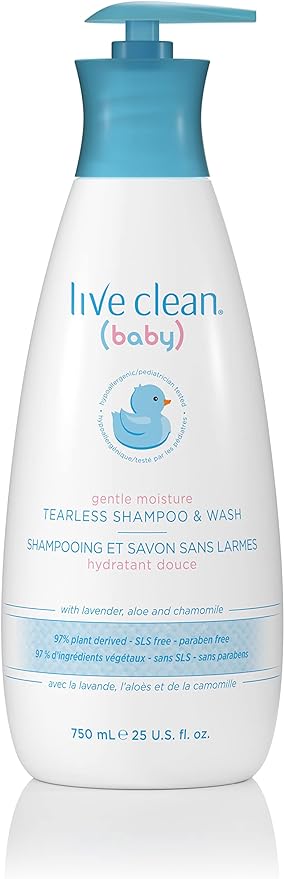 live clean®
(baby)
hypoallergenic/pediatrician tested
hypoallergénique/testé par les pédiatres
gentle moisture
TEARLESS SHAMPOO & WASH
SHAMPOOING ET SAVON SANS LARMES
hydratant douce
with lavender, aloe and chamomile
97% plant derived - SLS free - paraben free
97 % d'ingrédients végétaux - sans SLS - sans parabens
avec la lavande, l'aloès et de la camomille
750 mL ℮ 25 U.S. fl. oz.